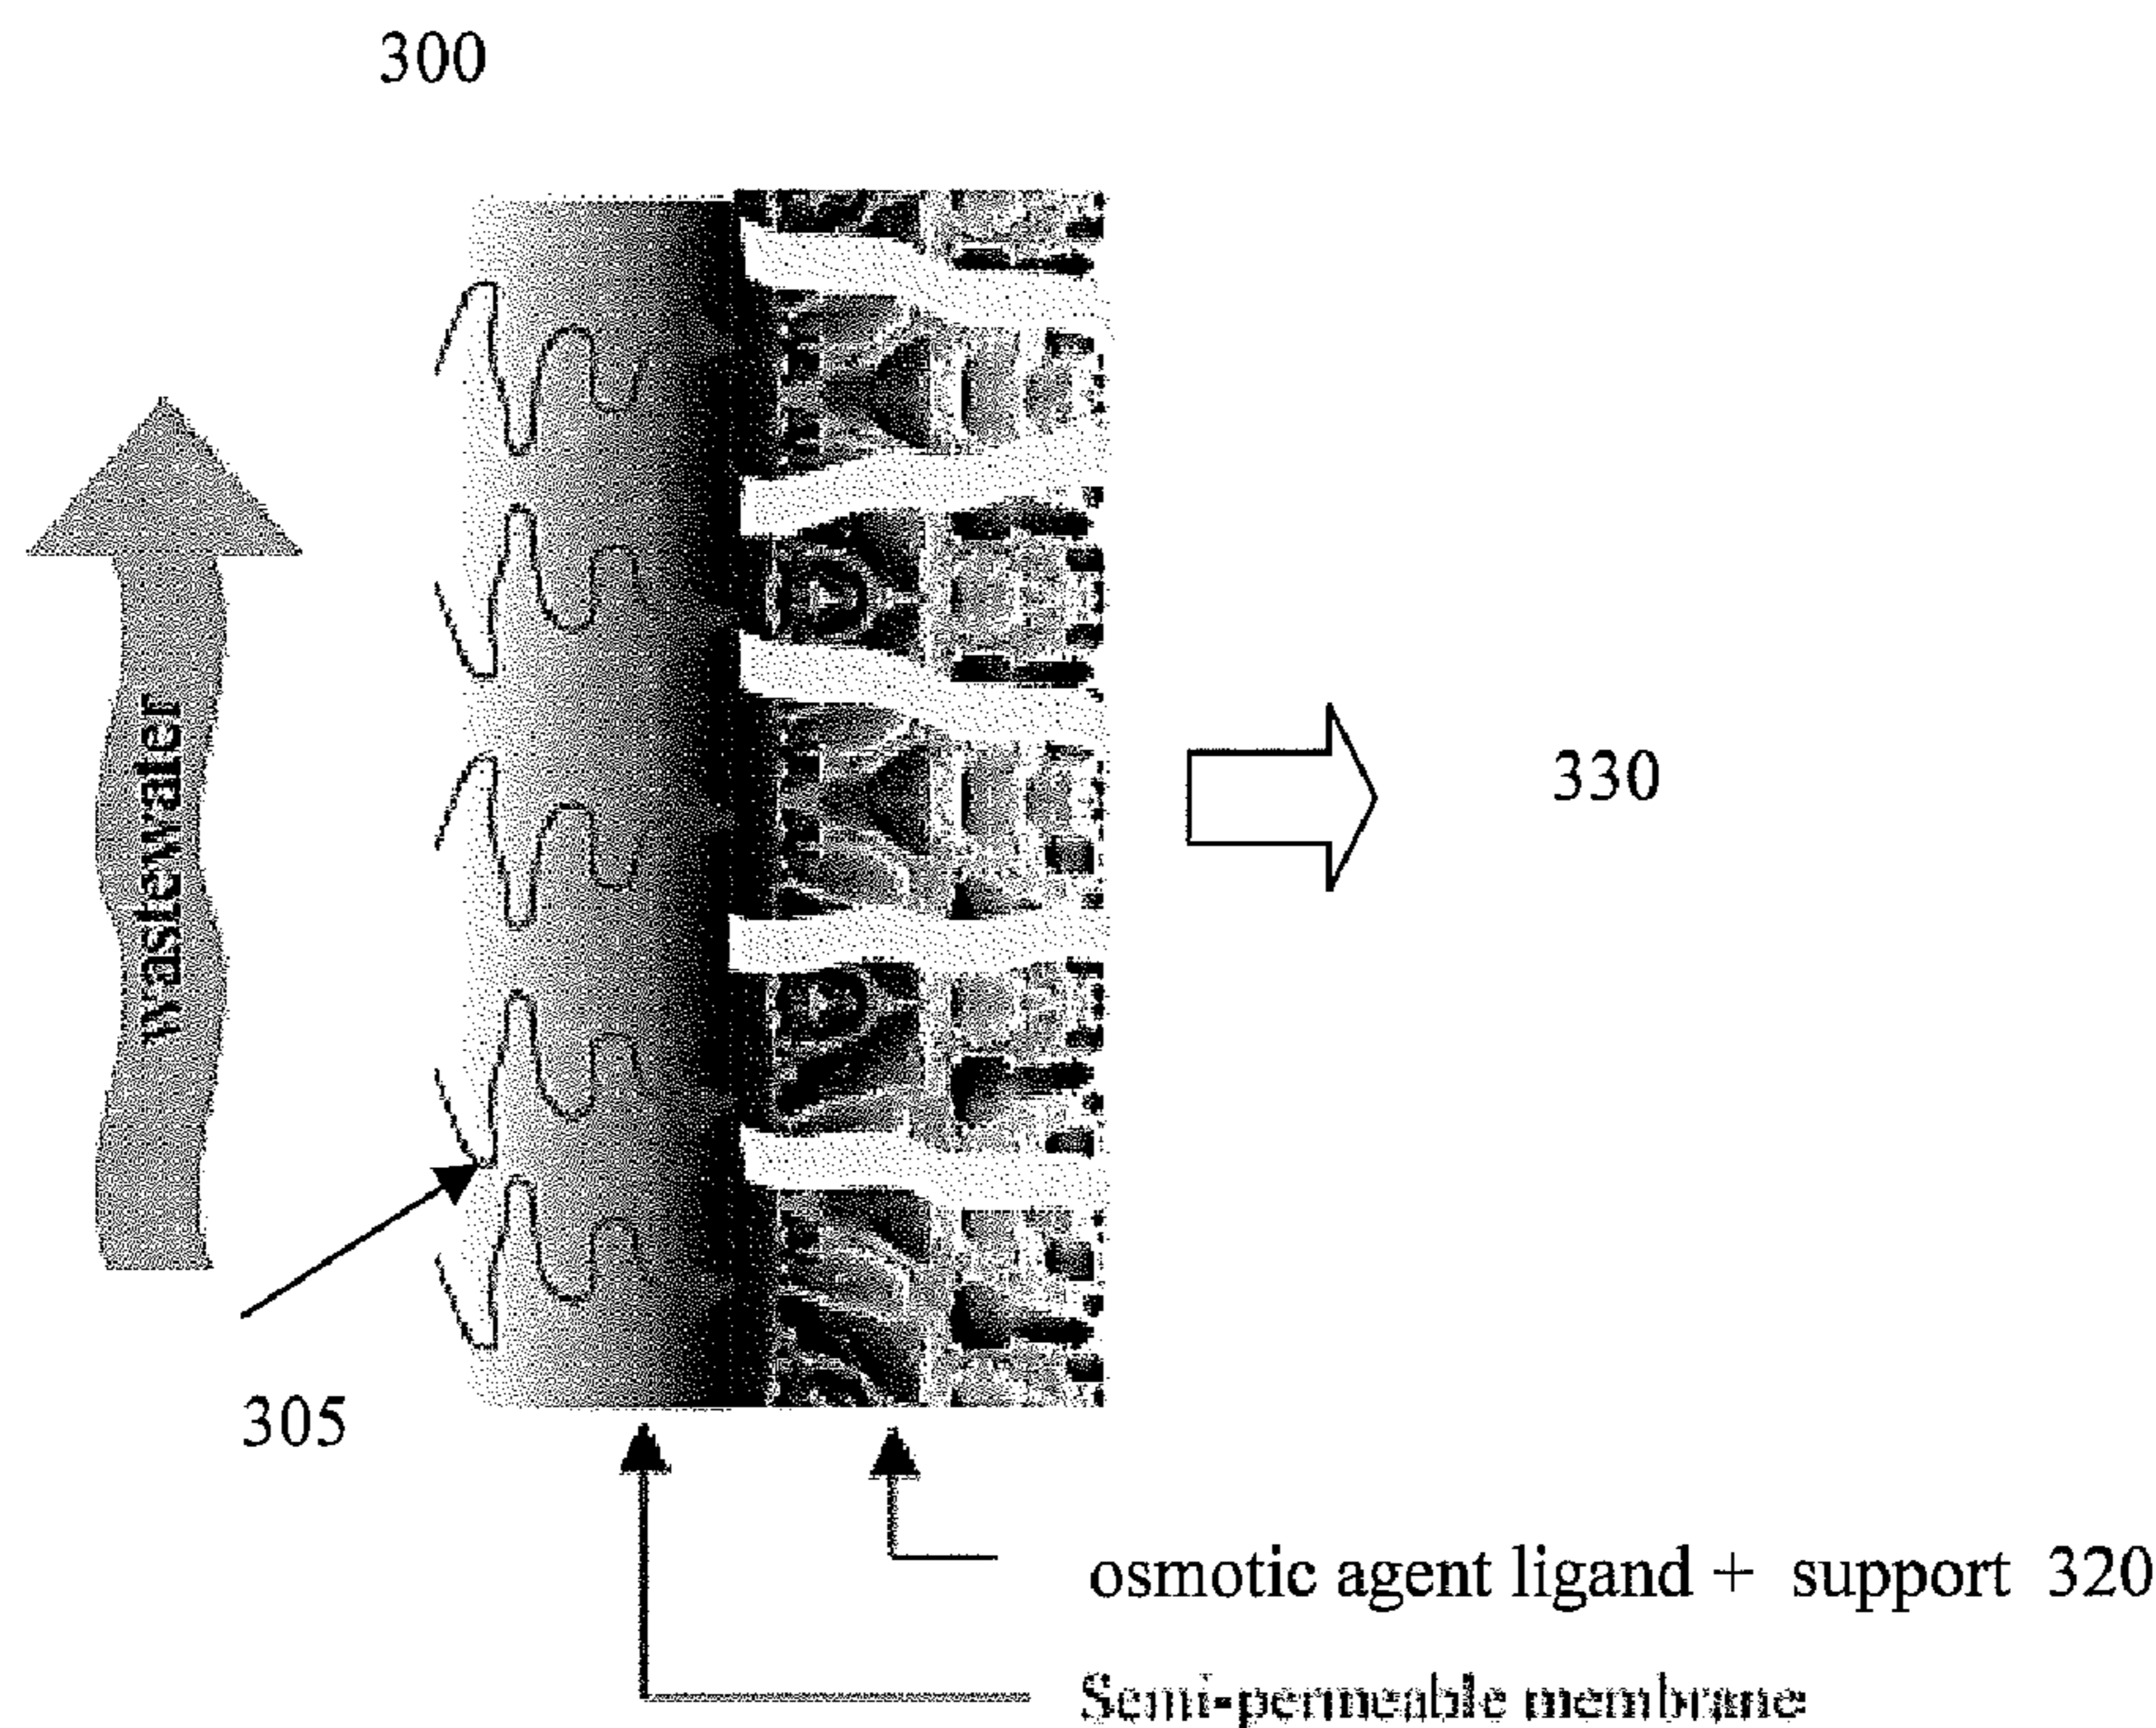 300
wastewater
330
305
osmotic agent ligand + support 320
Semi-permeable membrane